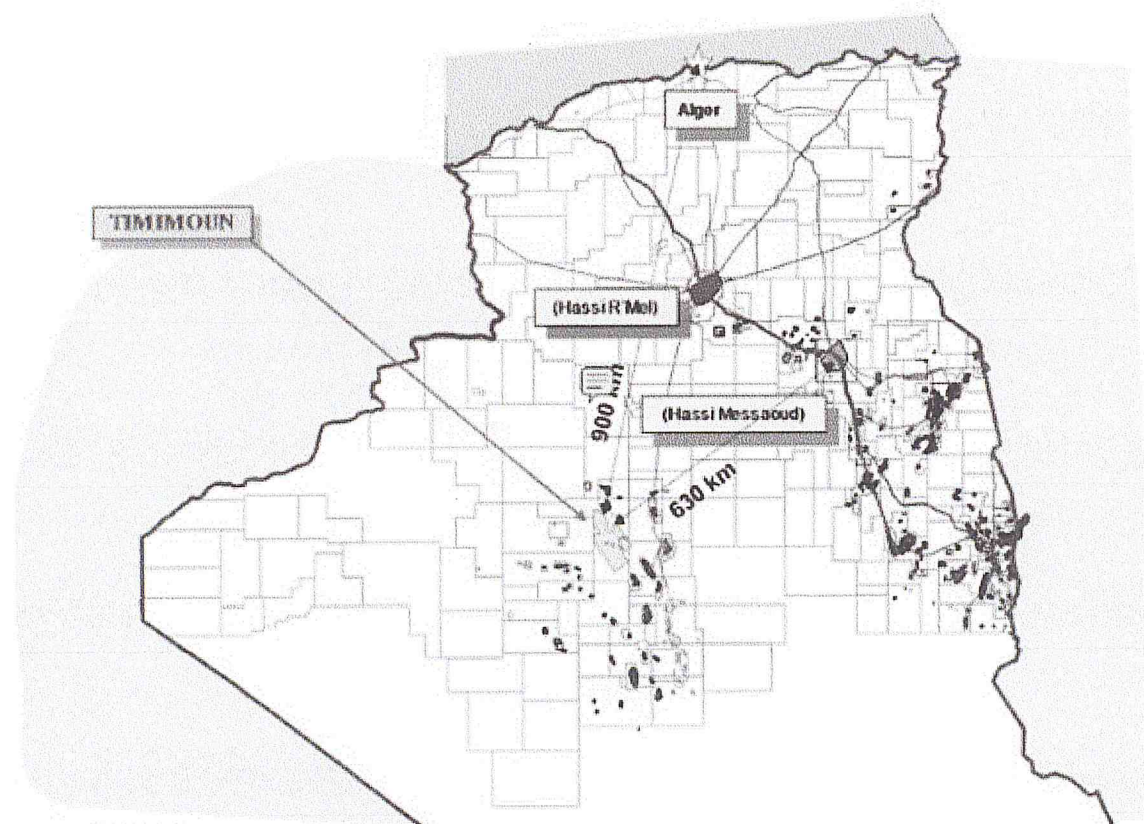 Alger
TIMIMOUN
(Hassi R'Mel)
900 km
(Hassi Messaoud)
630 km